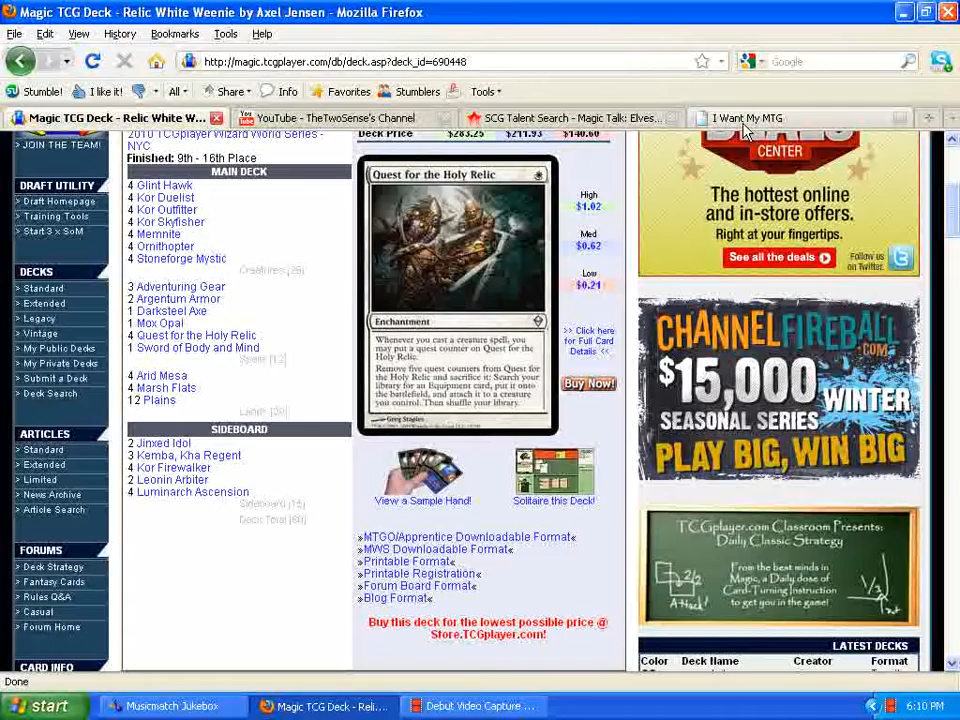 Magic TCG Deck - Relic White Weenie by Axel Jensen - Mozilla Firefox
File Edit View History Bookmarks Tools Help
http://magic.tcgplayer.com/db/deck.asp?deck_id=690448
Google
Stumble! I like it! All Share Info Favorites Stumblers Tools
Magic TCG Deck - Relic White W...
YouTube - TheTwoSense's Channel
SCG Talent Search - Magic Talk: Elves...
I Want My MTG
> JOIN THE TEAM!
DRAFT UTILITY
> Draft Homepage
> Training Tools
> Start 3 x SoM
DECKS
> Standard
> Extended
> Legacy
> Vintage
> My Public Decks
> My Private Decks
> Submit a Deck
> Deck Search
ARTICLES
> Standard
> Extended
> Limited
> News Archive
> Article Search
FORUMS
> Deck Strategy
> Fantasy Cards
> Rules Q&A
> Casual
> Forum Home
CARD INFO
2010 TCGplayer Wizard World Series -
NYC
Finished: 9th - 16th Place
MAIN DECK
4 Glint Hawk
4 Kor Duelist
4 Kor Outfitter
4 Kor Skyfisher
4 Memnite
4 Ornithopter
4 Stoneforge Mystic
3 Adventuring Gear
2 Argentum Armor
1 Darksteel Axe
1 Mox Opal
4 Quest for the Holy Relic
1 Sword of Body and Mind
Spells [12]
4 Arid Mesa
4 Marsh Flats
12 Plains
Lands [20]
SIDEBOARD
2 Jinxed Idol
3 Kemba, Kha Regent
4 Kor Firewalker
2 Leonin Arbiter
4 Luminarch Ascension
Sideboard [15]
Deck Total [60]
Deck Price $283.25 $211.93 $140.60
Quest for the Holy Relic
Enchantment
Whenever you cast a creature spell, you
may put a quest counter on Quest for the
Holy Relic.
Remove five quest counters from Quest
for the Holy Relic and sacrifice it: Search your
library for an Equipment card, put it onto
the battlefield, and attach it to a creature
you control. Then shuffle your library.
Greg Staples
High
$1.02
Med
$0.62
Low
$0.21
>> Click here
for Full Card
Details <<
Buy Now!
View a Sample Hand!
Solitaire this Deck!
»MTGO/Apprentice Downloadable Format«
»MWS Downloadable Format«
»Printable Format«
»Printable Registration«
»Forum Board Format«
»Blog Format«
Buy this deck for the lowest possible price @
Store.TCGplayer.com!
CENTER
The hottest online
and in-store offers.
Right at your fingertips.
See all the deals
Follow us
on Twitter.
CHANNELFIREBALL
.COM
$15,000 WINTER
SEASONAL SERIES
PLAY BIG, WIN BIG
TCGplayer.com Classroom Presents:
Daily Classic Strategy
From the best minds in
Magic, a Daily dose of
Card-Turning Instruction
to get you in the game!
Attack!
1/3
LATEST DECKS
Color Deck Name Creator Format
Done
start
Musicmatch Jukebox
Magic TCG Deck - Reli...
Debut Video Capture ...
6:10 PM